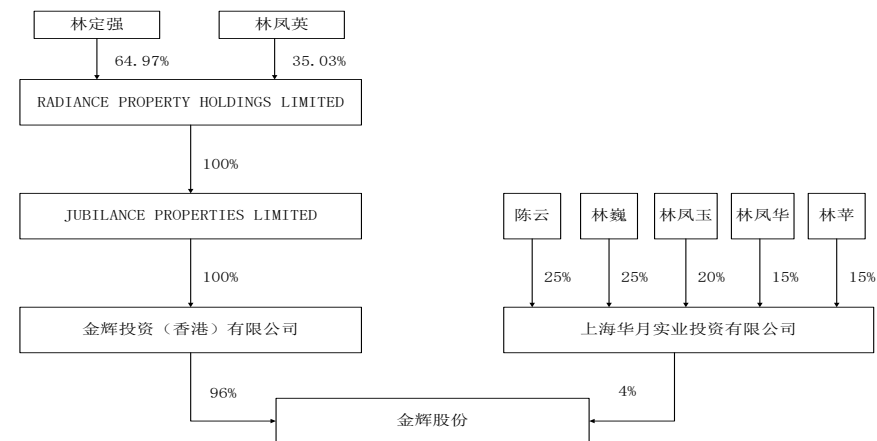 林定强
林凤英
64.97%
35.03%
RADIANCE PROPERTY HOLDINGS LIMITED
100%
JUBILANCE PROPERTIES LIMITED
陈云
林巍
林凤玉
林凤华
林苹
100%
25%
25%
20%
15%
15%
金辉投资（香港）有限公司
上海华月实业投资有限公司
96%
4%
金辉股份